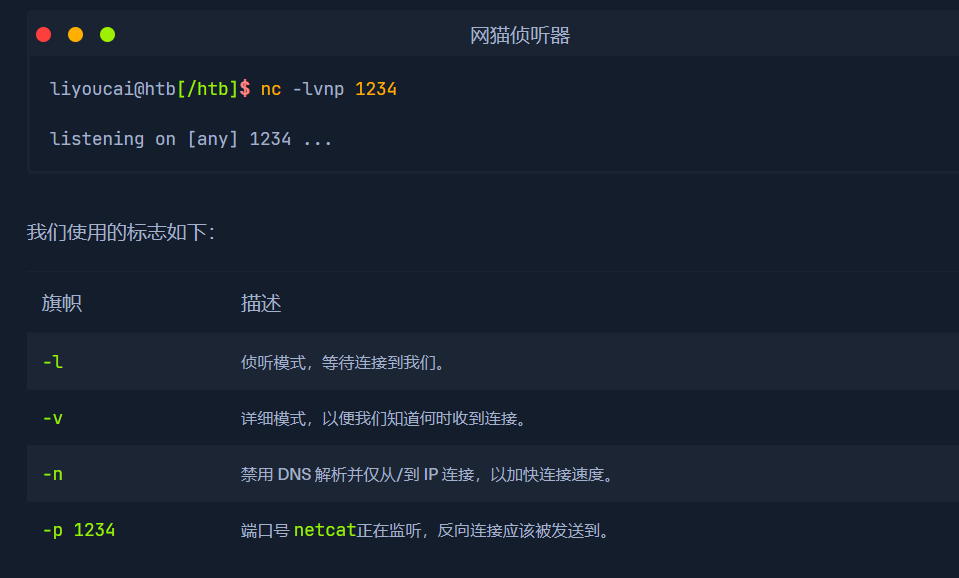 网猫侦听器
liyoucai@htb[/htb]$ nc -lvnp 1234
listening on [any] 1234 ...
我们使用的标志如下：
旗帜 描述
-l 侦听模式，等待连接到我们。
-v 详细模式，以便我们知道何时收到连接。
-n 禁用 DNS 解析并仅从/到 IP 连接，以加快连接速度。
-p 1234 端口号 netcat正在监听，反向连接应该被发送到。